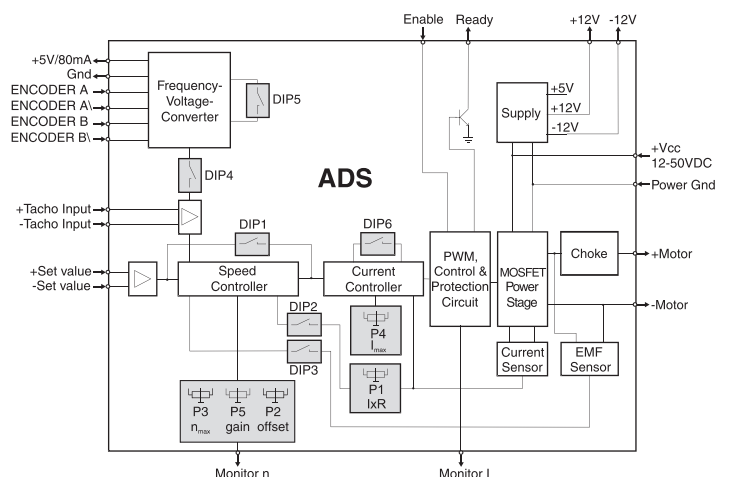 Enable Ready +12V -12V
+5V/80mA
Gnd
ENCODER A
ENCODER A\
ENCODER B
ENCODER B\
Frequency-
Voltage-
Converter
DIP5
Supply
+5V
+12V
-12V
+Vcc
12-50VDC
Power Gnd
DIP4
ADS
+Tacho Input
-Tacho Input
DIP1
DIP6
+Set value
-Set value
Speed
Controller
Current
Controller
PWM,
Control &
Protection
Circuit
MOSFET
Power
Stage
Choke
+Motor
-Motor
DIP2
DIP3
P4
Imax
P1
IxR
Current
Sensor
EMF
Sensor
P3 P5 P2
nmax gain offset
Monitor n
Monitor I